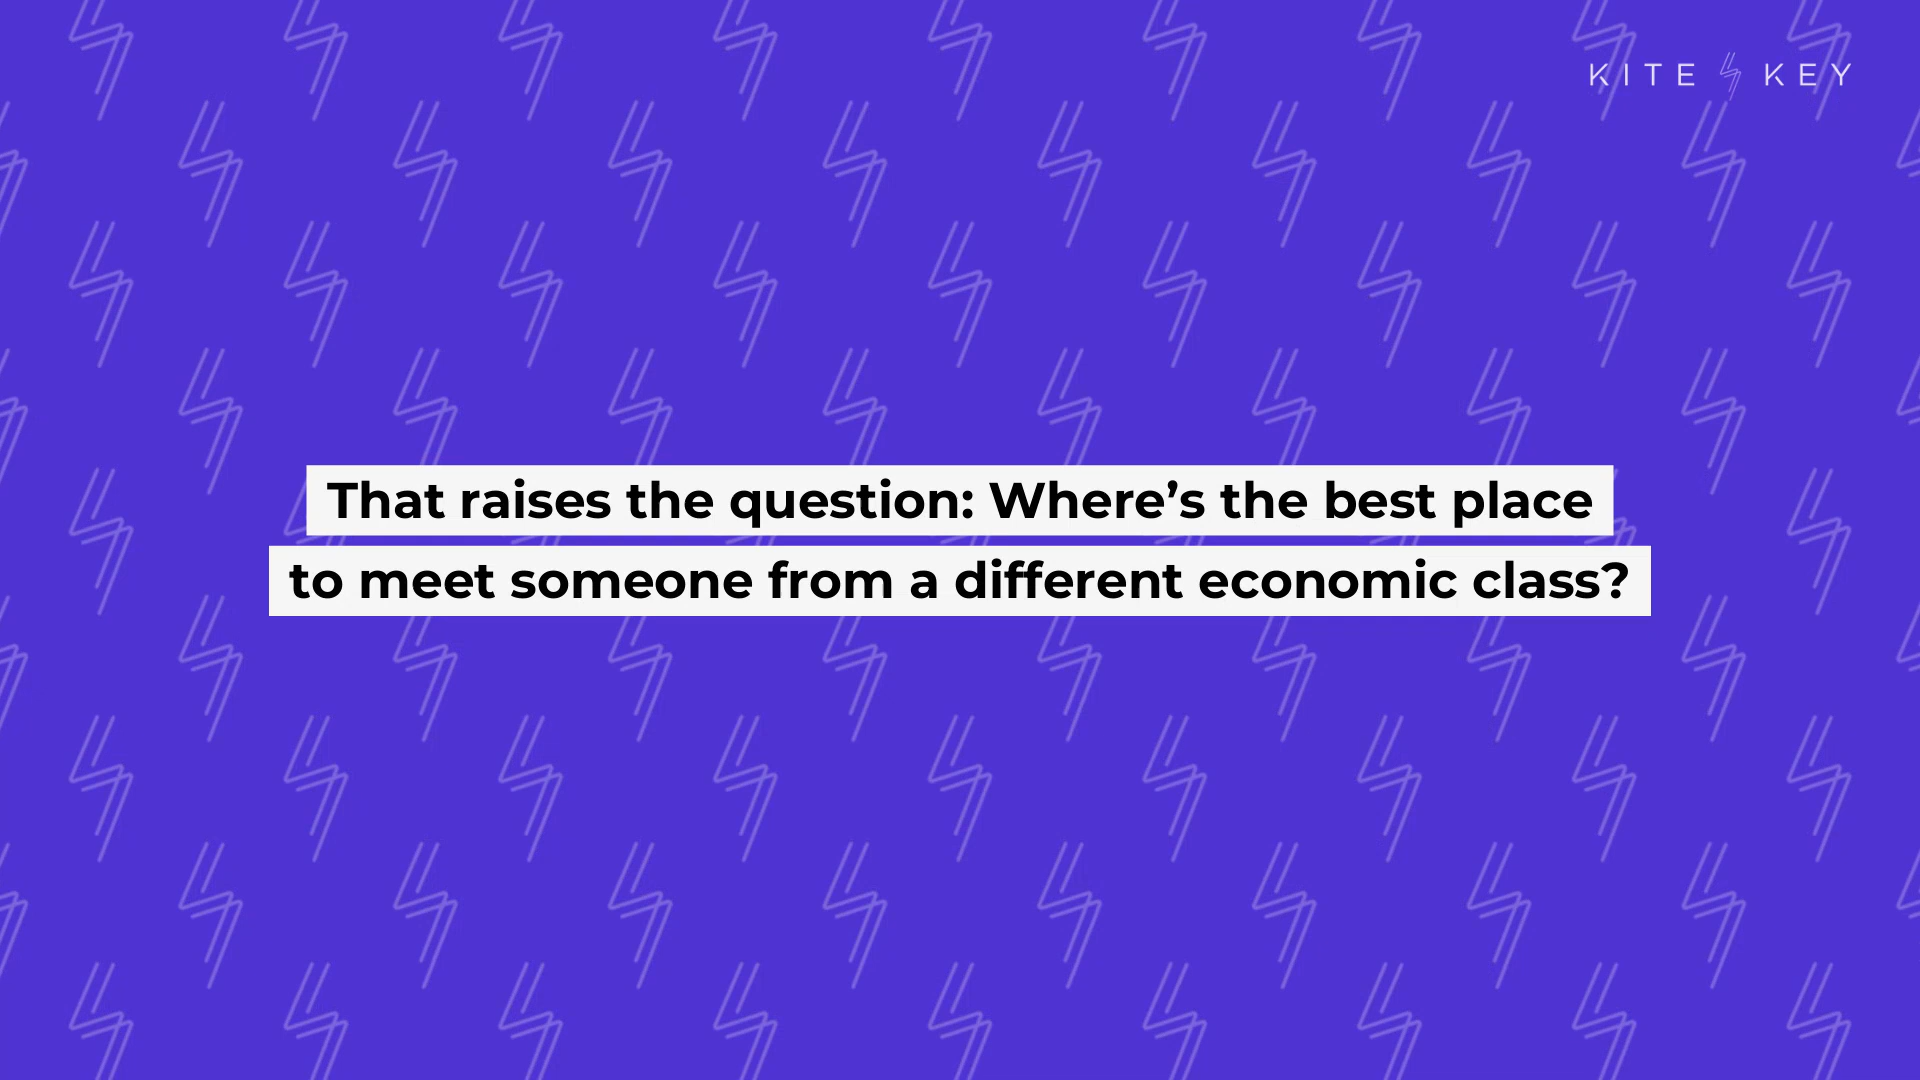 KITE KEY
That raises the question: Where’s the best place
to meet someone from a different economic class?